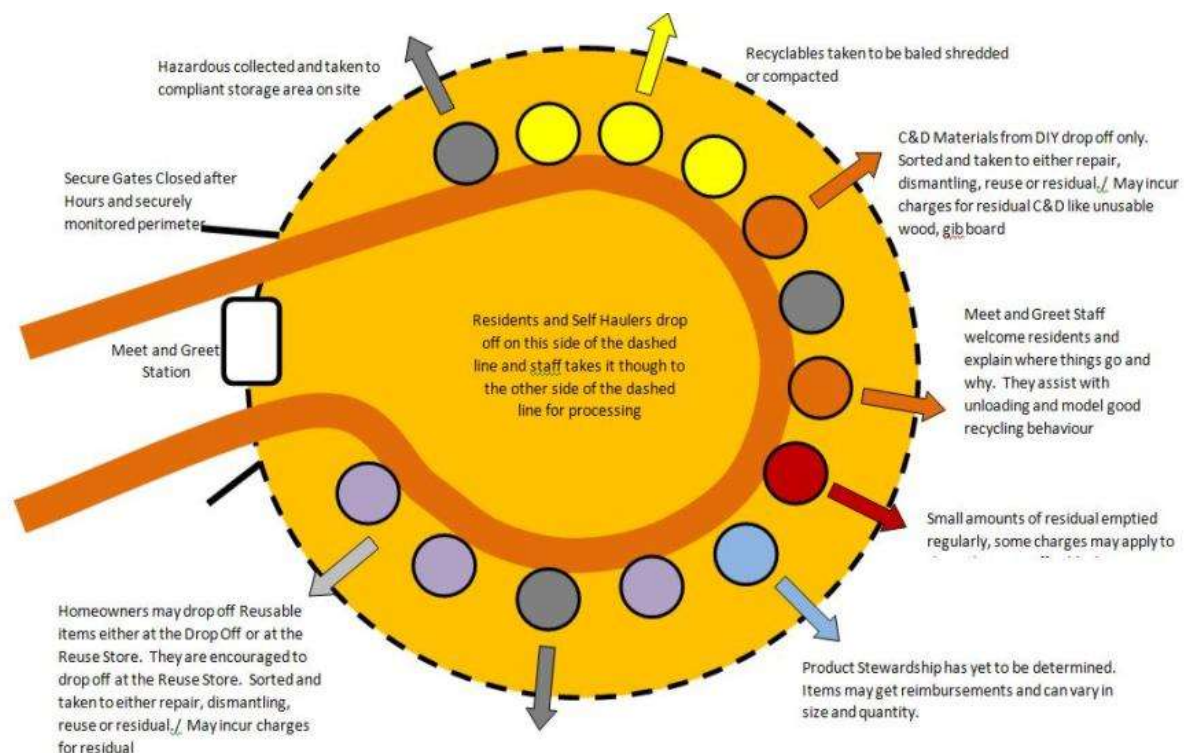 Hazardous collected and taken to
compliant storage area on site
Recyclables taken to be baled shredded
or compacted
C&D Materials from DIY drop off only.
Sorted and taken to either repair,
dismantling, reuse or residual./ May incur
charges for residual C&D like unusable
wood, gib board
Secure Gates Closed after
Hours and securely
monitored perimeter
Meet and Greet
Station
Residents and Self Haulers drop
off on this side of the dashed
line and staff takes it though to
the other side of the dashed
line for processing
Meet and Greet Staff
welcome residents and
explain where things go and
why. They assist with
unloading and model good
recycling behaviour
Small amounts of residual emptied
regularly, some charges may apply to
Homeowners may drop off Reusable
items either at the Drop Off or at the
Reuse Store. They are encouraged to
drop off at the Reuse Store. Sorted and
taken to either repair, dismantling,
reuse or residual./ May incur charges
for residual
Product Stewardship has yet to be determined.
Items may get reimbursements and can vary in
size and quantity.